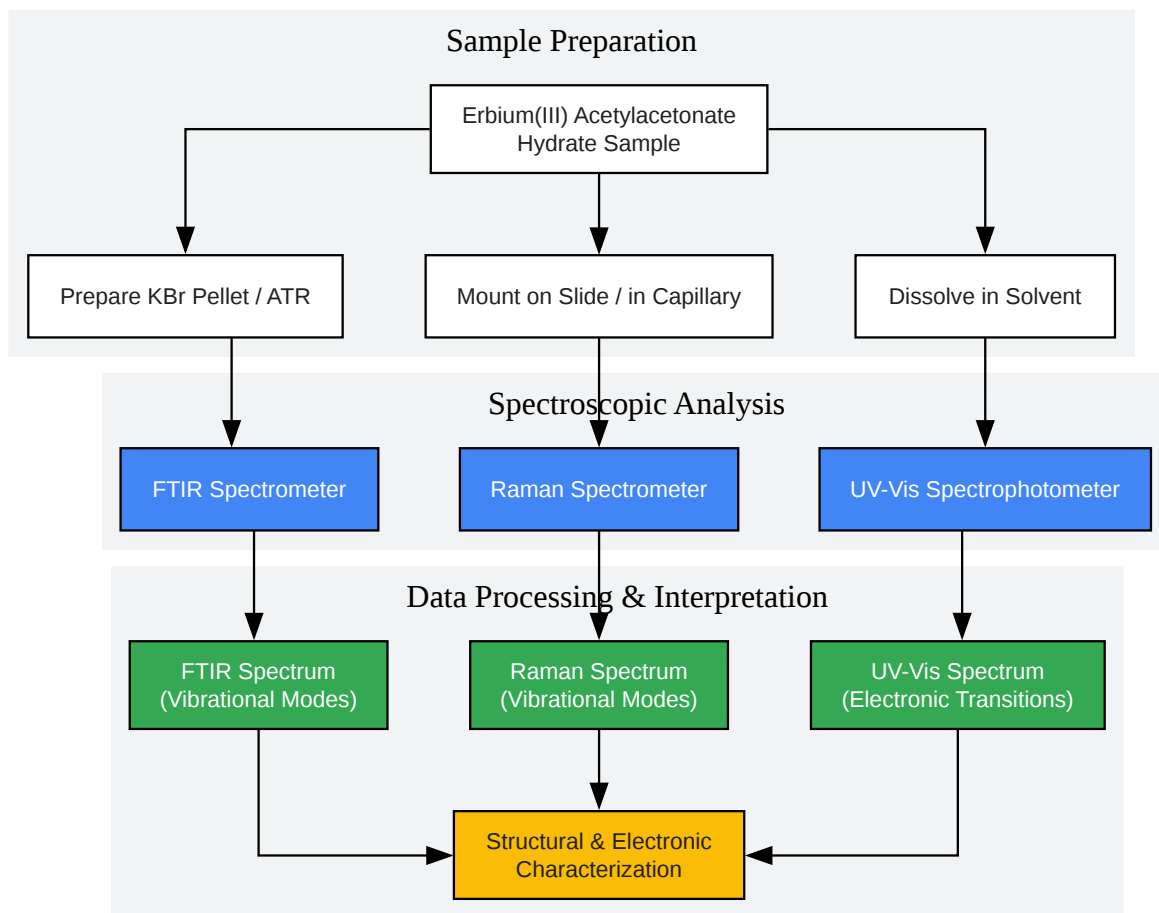 Sample Preparation
Erbium(III) Acetylacetonate
Hydrate Sample
Prepare KBr Pellet / ATR
Mount on Slide / in Capillary
Dissolve in Solvent
Spectroscopic Analysis
FTIR Spectrometer
Raman Spectrometer
UV-Vis Spectrophotometer
Data Processing & Interpretation
FTIR Spectrum
(Vibrational Modes)
Raman Spectrum
(Vibrational Modes)
UV-Vis Spectrum
(Electronic Transitions)
Structural & Electronic
Characterization